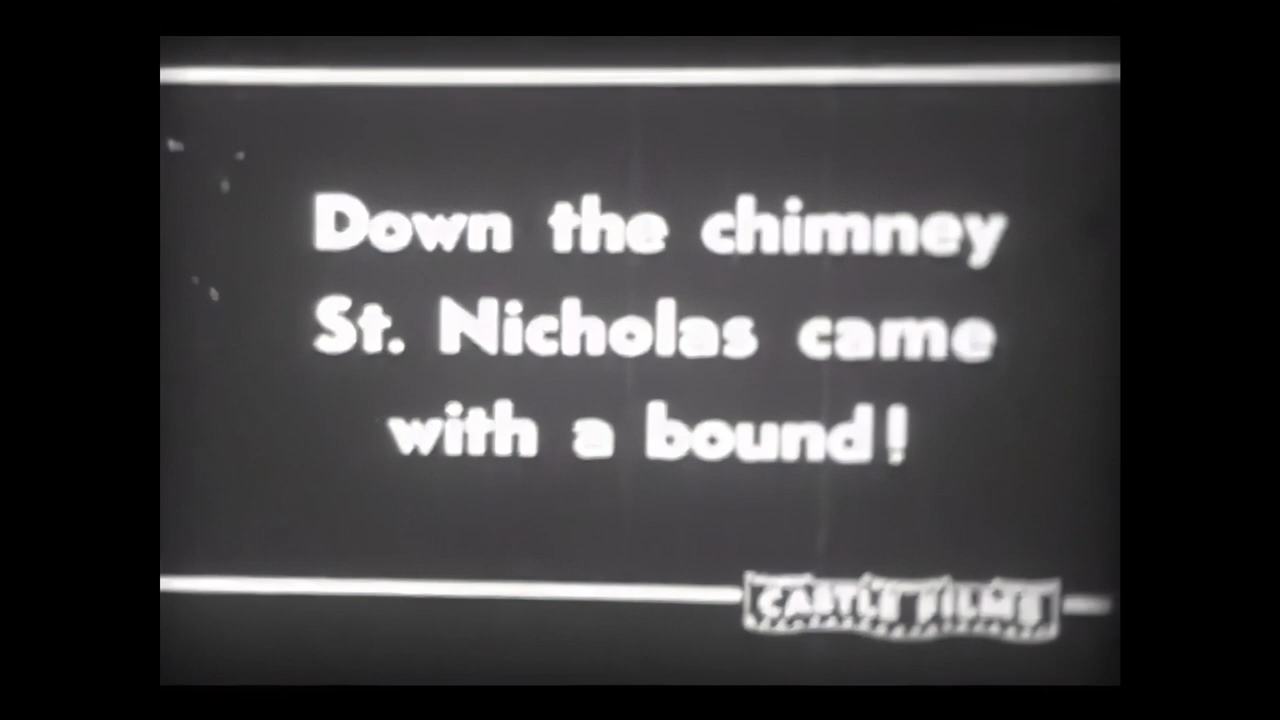 Down the chimney
St. Nicholas came
with a bound!
CASTLE FILMS